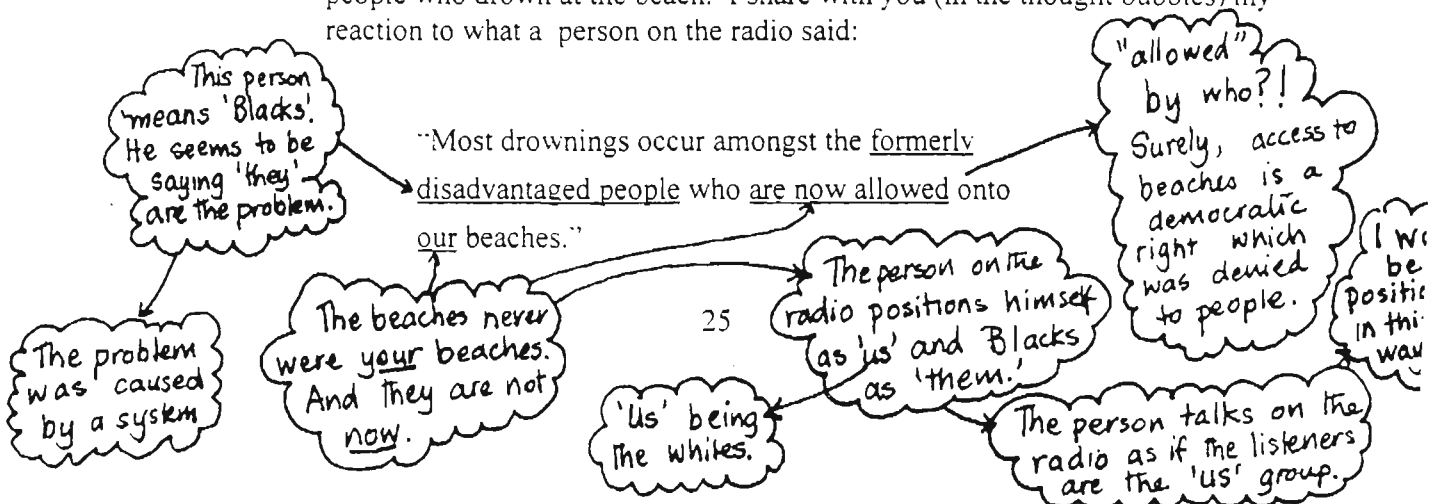 people who drown at the beach. I share with you (in the thought bubbles) my
reaction to what a person on the radio said:
This person
means 'Blacks'.
He seems to be
saying 'they'
are the problem.
"allowed"
by who?!
Surely, access to
beaches is a
democratic
right which
was denied
to people.
"Most drownings occur amongst the formerly
disadvantaged people who are now allowed onto
our beaches."
The problem
was caused
by a system
The beaches never
were your beaches.
And they are not
now.
25
The person on the
radio positions himself
as 'us' and Blacks
as 'them.'
'Us' being
the whites.
I
be
in
The person talks on the
radio as if the listeners
are the 'us' group.